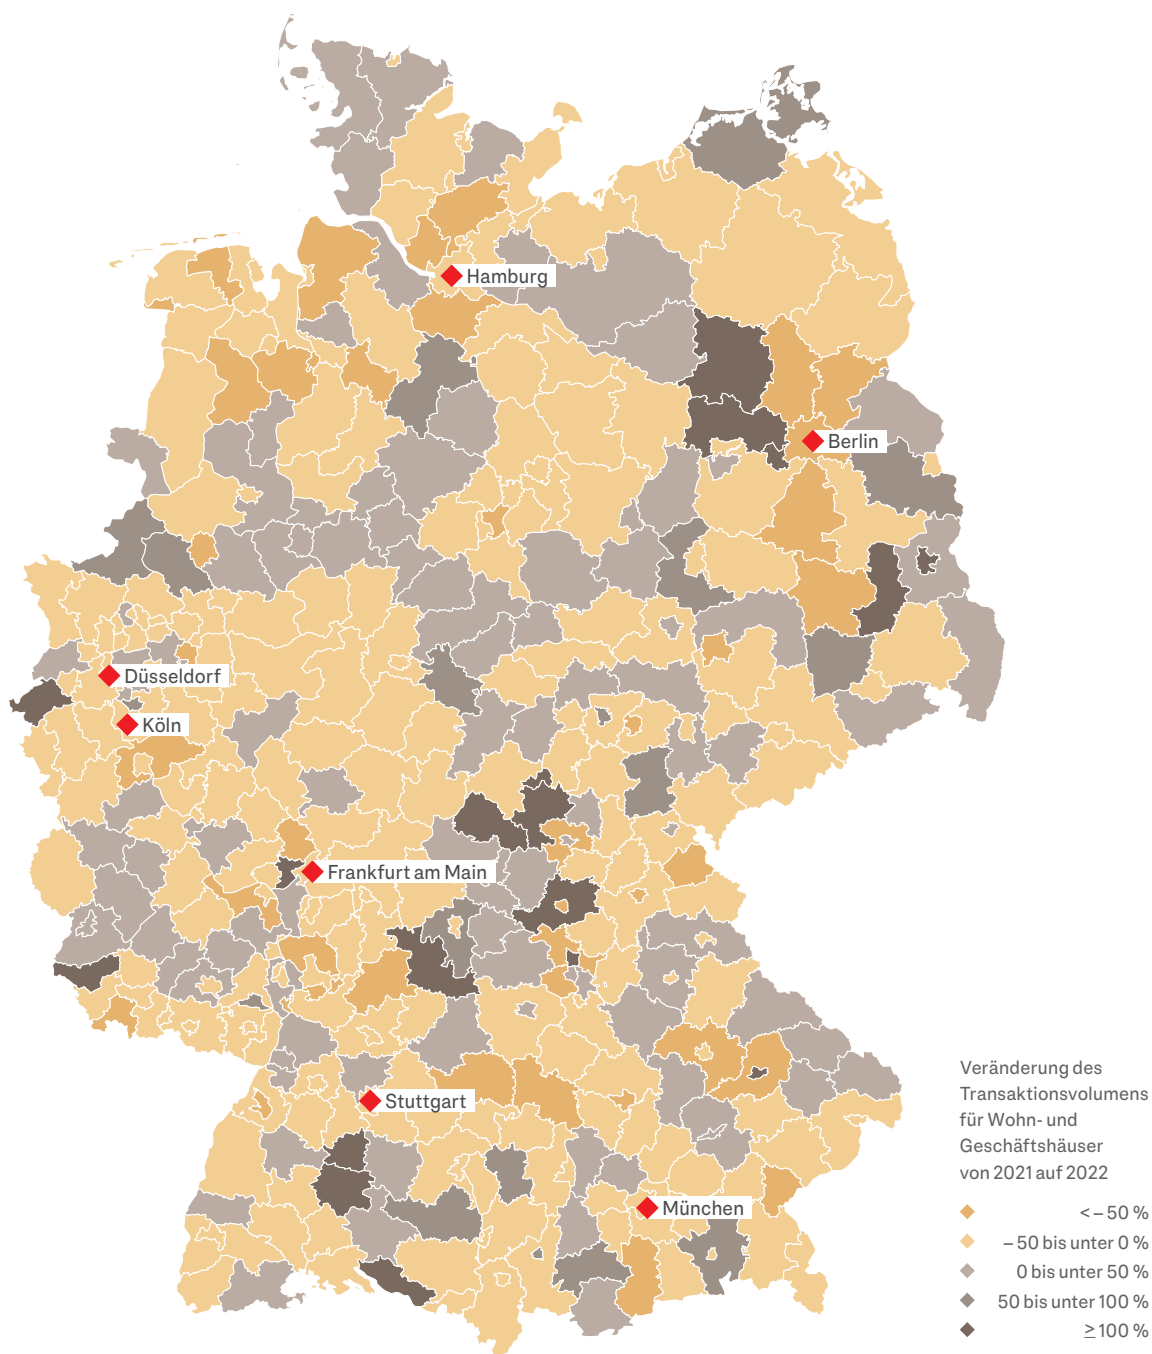 Hamburg
Berlin
Düsseldorf
Köln
Frankfurt am Main
Stuttgart
München
Veränderung des
Transaktionsvolumens
für Wohn- und
Geschäftshäuser
von 2021 auf 2022
< – 50 %
– 50 bis unter 0 %
0 bis unter 50 %
50 bis unter 100 %
≥ 100 %